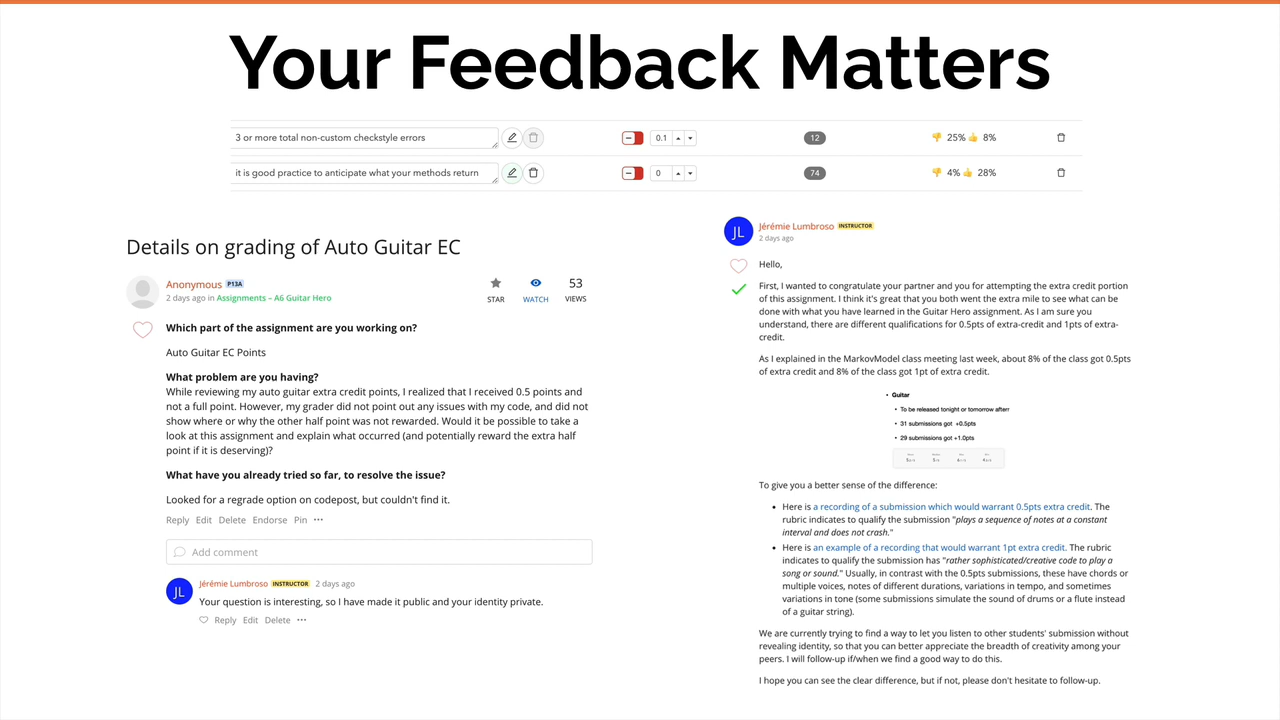 Your Feedback Matters
3 or more total non-custom checkstyle errors
0.1
12
25% 8%
it is good practice to anticipate what your methods return
0
74
4% 28%
Details on grading of Auto Guitar EC
Anonymous P13A
2 days ago in Assignments – A6 Guitar Hero
STAR
WATCH
53
VIEWS
Which part of the assignment are you working on?
Auto Guitar EC Points
What problem are you having?
While reviewing my auto guitar extra credit points, I realized that I received 0.5 points and
not a full point. However, my grader did not point out any issues with my code, and did not
show where or why the other half point was not rewarded. Would it be possible to take a
look at this assignment and explain what occurred (and potentially reward the extra half
point if it is deserving)?
What have you already tried so far, to resolve the issue?
Looked for a regrade option on codepost, but couldn't find it.
Reply Edit Delete Endorse Pin •••
Add comment
JL
Jérémie Lumbroso INSTRUCTOR 2 days ago
Your question is interesting, so I have made it public and your identity private.
Reply Edit Delete •••
JL
Jérémie Lumbroso INSTRUCTOR
2 days ago
Hello,
First, I wanted to congratulate your partner and you for attempting the extra credit portion
of this assignment. I think it's great that you both went the extra mile to see what can be
done with what you have learned in the Guitar Hero assignment. As I am sure you
understand, there are different qualifications for 0.5pts of extra-credit and 1pts of extra-
credit.
As I explained in the MarkovModel class meeting last week, about 8% of the class got 0.5pts
of extra credit and 8% of the class got 1pt of extra credit.
• Guitar
• To be released tonight or tomorrow afterr
• 31 submissions got +0.5pts
• 29 submissions got +1.0pts
To give you a better sense of the difference:
• Here is a recording of a submission which would warrant 0.5pts extra credit. The
rubric indicates to qualify the submission "plays a sequence of notes at a constant
interval and does not crash."
• Here is an example of a recording that would warrant 1pt extra credit. The rubric
indicates to qualify the submission has "rather sophisticated/creative code to play a
song or sound." Usually, in contrast with the 0.5pts submissions, these have chords or
multiple voices, notes of different durations, variations in tempo, and sometimes
variations in tone (some submissions simulate the sound of drums or a flute instead
of a guitar string).
We are currently trying to find a way to let you listen to other students' submission without
revealing identity, so that you can better appreciate the breadth of creativity among your
peers. I will follow-up if/when we find a good way to do this.
I hope you can see the clear difference, but if not, please don't hesitate to follow-up.